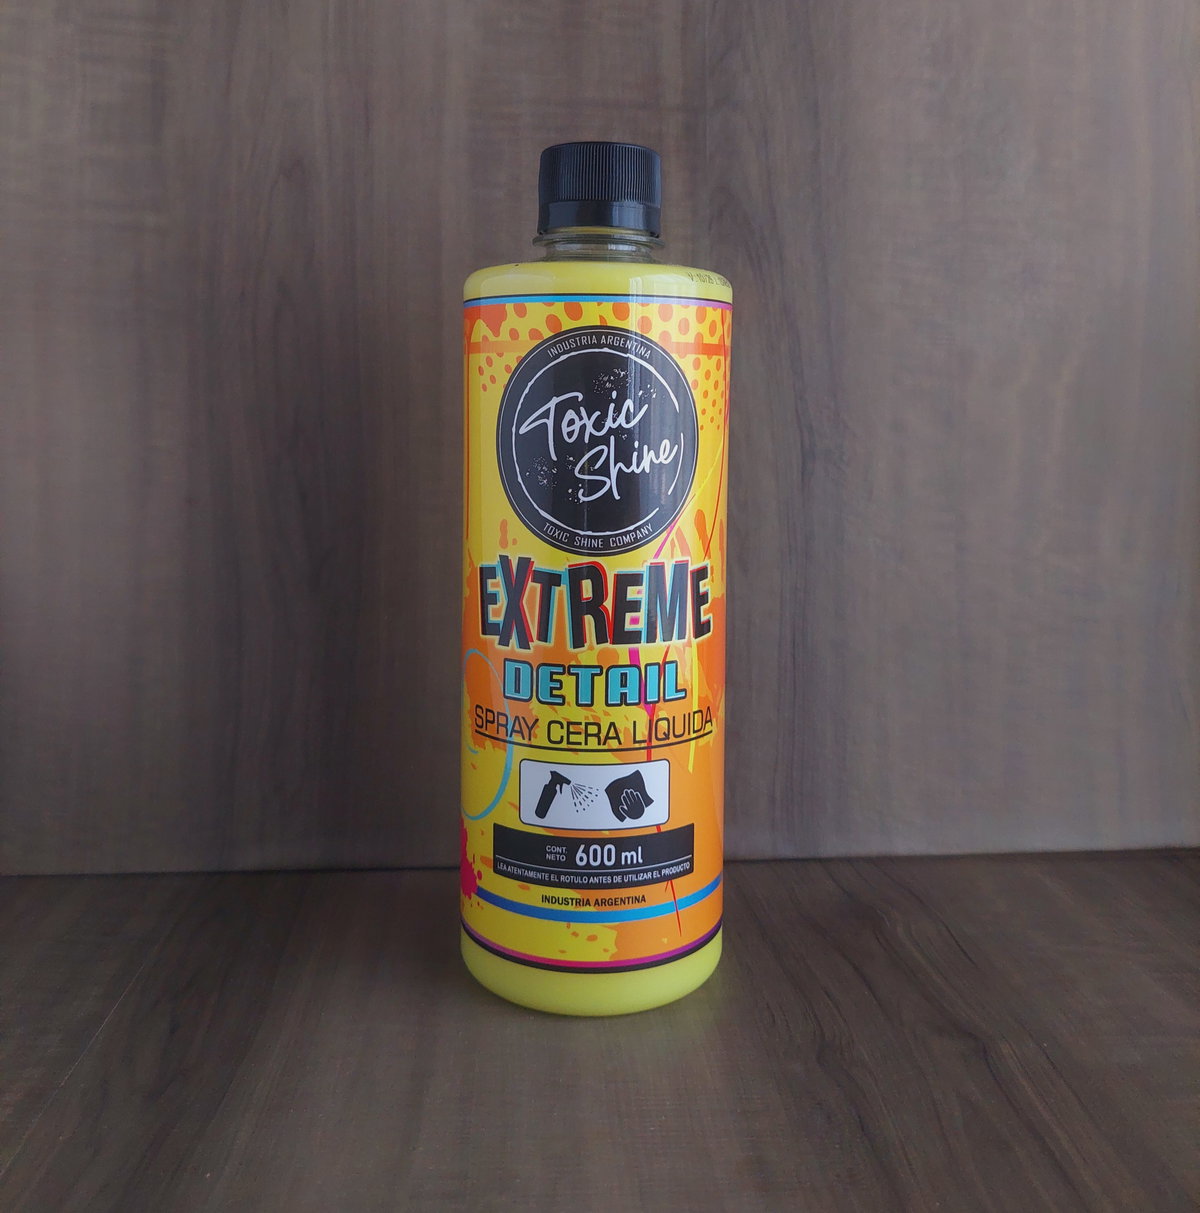 INDUSTRIA ARGENTINA
Toxic
Shine
TOXIC SHINE COMPANY
EXTREME
DETAIL
SPRAY CERA LIQUIDA
CONT.
NETO
600 ml
LEA ATENTAMENTE EL ROTULO ANTES DE UTILIZAR EL PRODUCTO
INDUSTRIA ARGENTINA